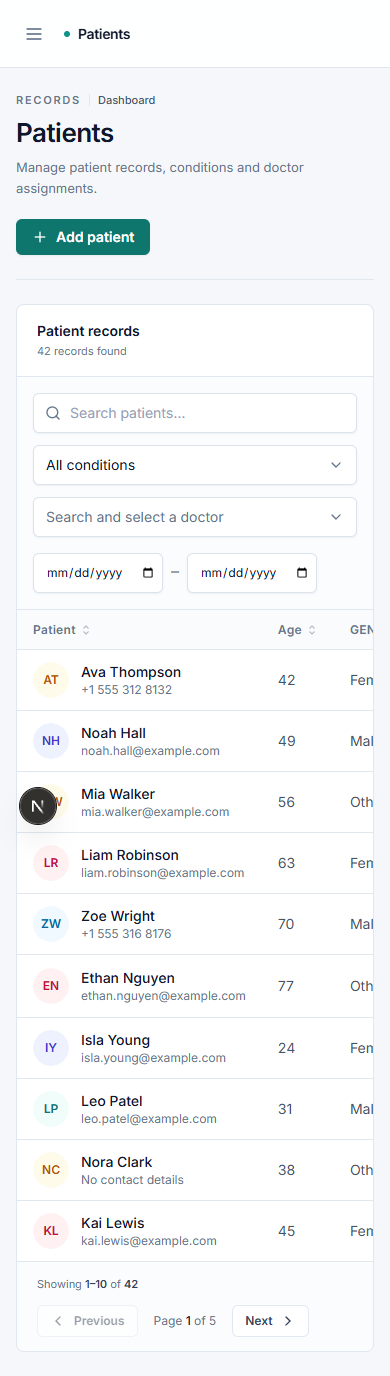 Patients
RECORDS Dashboard
Patients
Manage patient records, conditions and doctor
assignments.
Add patient
Patient records
42 records found
Search patients...
All conditions
Search and select a doctor
mm/dd/yyyy – mm/dd/yyyy
Patient Age GEN
AT Ava Thompson 42 Fem
+1 555 312 8132
NH Noah Hall 49 Mal
noah.hall@example.com
N W Mia Walker 56 Oth
mia.walker@example.com
LR Liam Robinson 63 Fem
liam.robinson@example.com
ZW Zoe Wright 70 Mal
+1 555 316 8176
EN Ethan Nguyen 77 Oth
ethan.nguyen@example.com
IY Isla Young 24 Fem
isla.young@example.com
LP Leo Patel 31 Mal
leo.patel@example.com
NC Nora Clark 38 Oth
No contact details
KL Kai Lewis 45 Fem
kai.lewis@example.com
Showing 1–10 of 42
Previous Page 1 of 5 Next